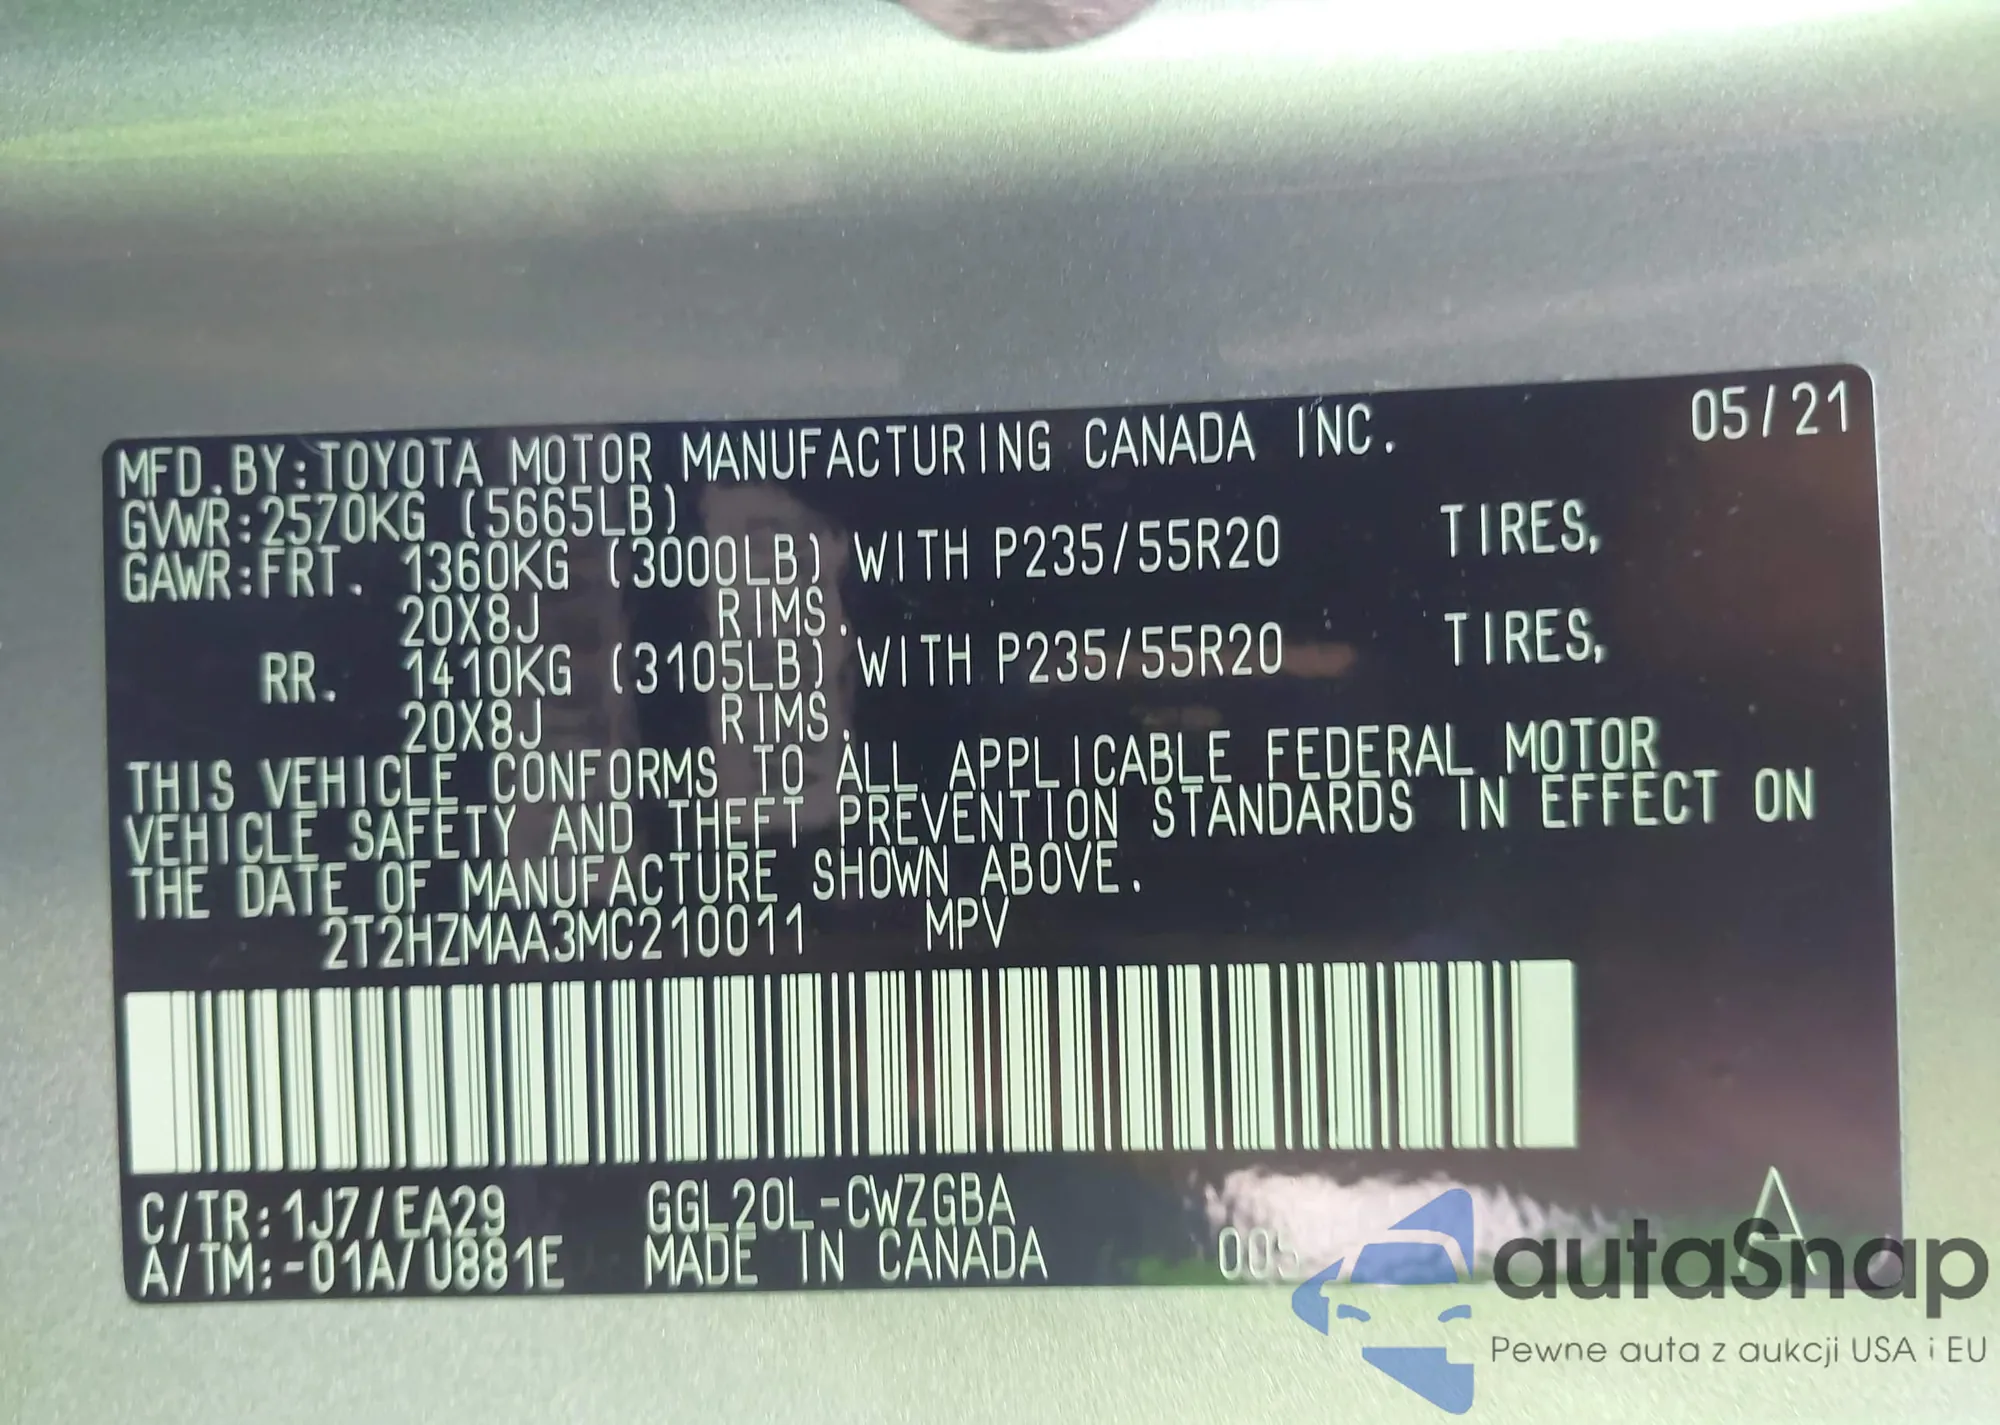 MFD.BY:TOYOTA MOTOR MANUFACTURING CANADA INC. 05/21
GVWR:2570KG (5665LB)
GAWR:FRT. 1360KG (3000LB) WITH P235/55R20 TIRES,
20X8J RIMS.
RR. 1410KG (3105LB) WITH P235/55R20 TIRES,
20X8J RIMS.
THIS VEHICLE CONFORMS TO ALL APPLICABLE FEDERAL MOTOR
VEHICLE SAFETY AND THEFT PREVENTION STANDARDS IN EFFECT ON
THE DATE OF MANUFACTURE SHOWN ABOVE.
2T2HZMAA3MC210011 MPV
C/TR:1J7/EA29 GGL20L-CWZGBA
A/TM:-01A/U881E MADE IN CANADA 005
autoSnap
Pewne auta z aukcji USA i EU